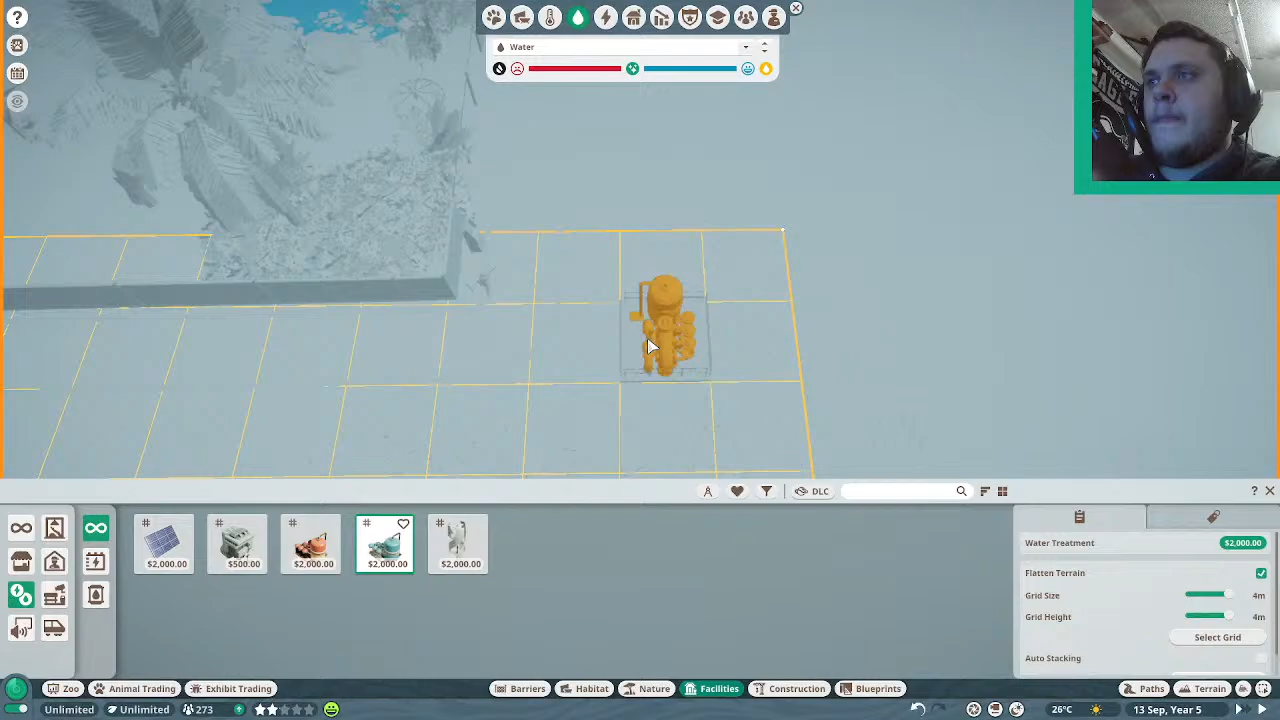 ?
Water
DLC
$2,000.00
$500.00
$2,000.00
$2,000.00
$2,000.00
?
Water Treatment
$2,000.00
Flatten Terrain
Grid Size
4m
Grid Height
4m
Select Grid
Auto Stacking
Zoo
Animal Trading
Exhibit Trading
Barriers
Habitat
Nature
Facilities
Construction
Blueprints
Paths
Terrain
Unlimited
Unlimited
273
26°C
13 Sep, Year 5